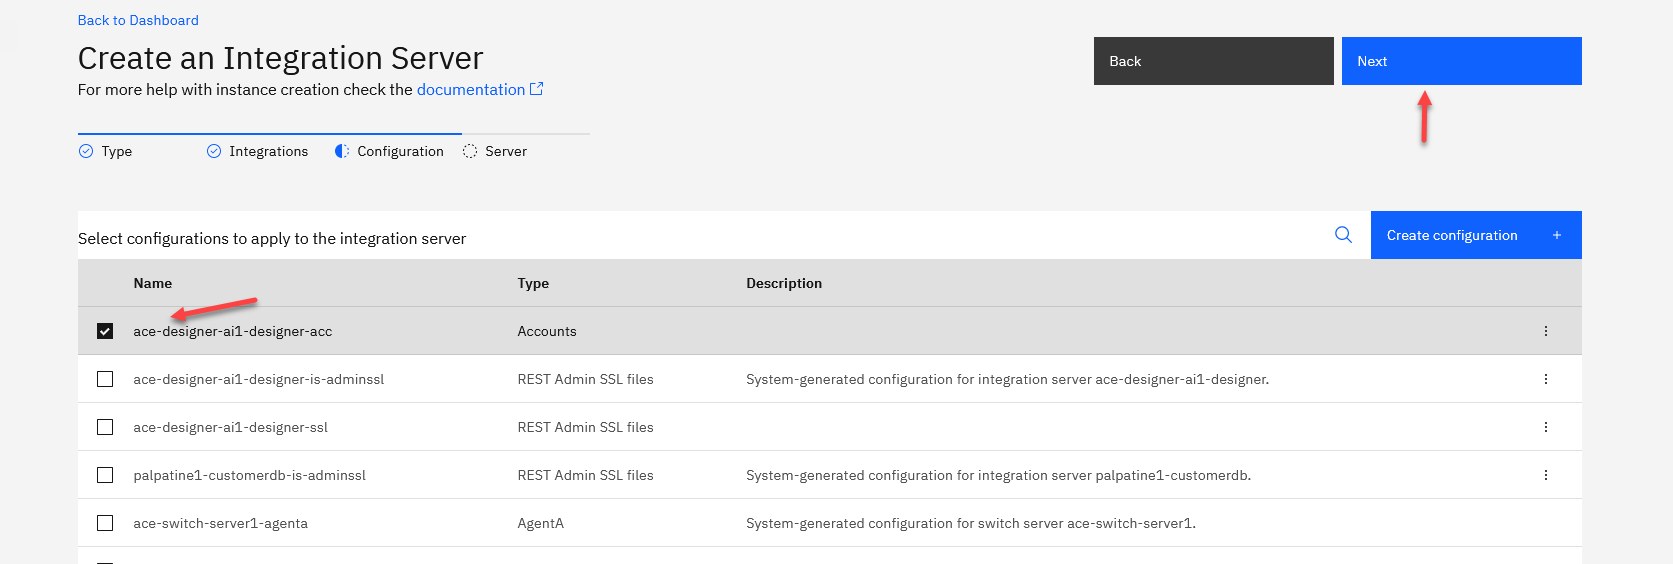 Back to Dashboard
Create an Integration Server
For more help with instance creation check the documentation
Back
Next
Type
Integrations
Configuration
Server
Select configurations to apply to the integration server
Create configuration +
Name Type Description
ace-designer-ai1-designer-acc Accounts
ace-designer-ai1-designer-is-adminssl REST Admin SSL files System-generated configuration for integration server ace-designer-ai1-designer.
ace-designer-ai1-designer-ssl REST Admin SSL files
palpatine1-customerdb-is-adminssl REST Admin SSL files System-generated configuration for integration server palpatine1-customerdb.
ace-switch-server1-agenta AgentA System-generated configuration for switch server ace-switch-server1.